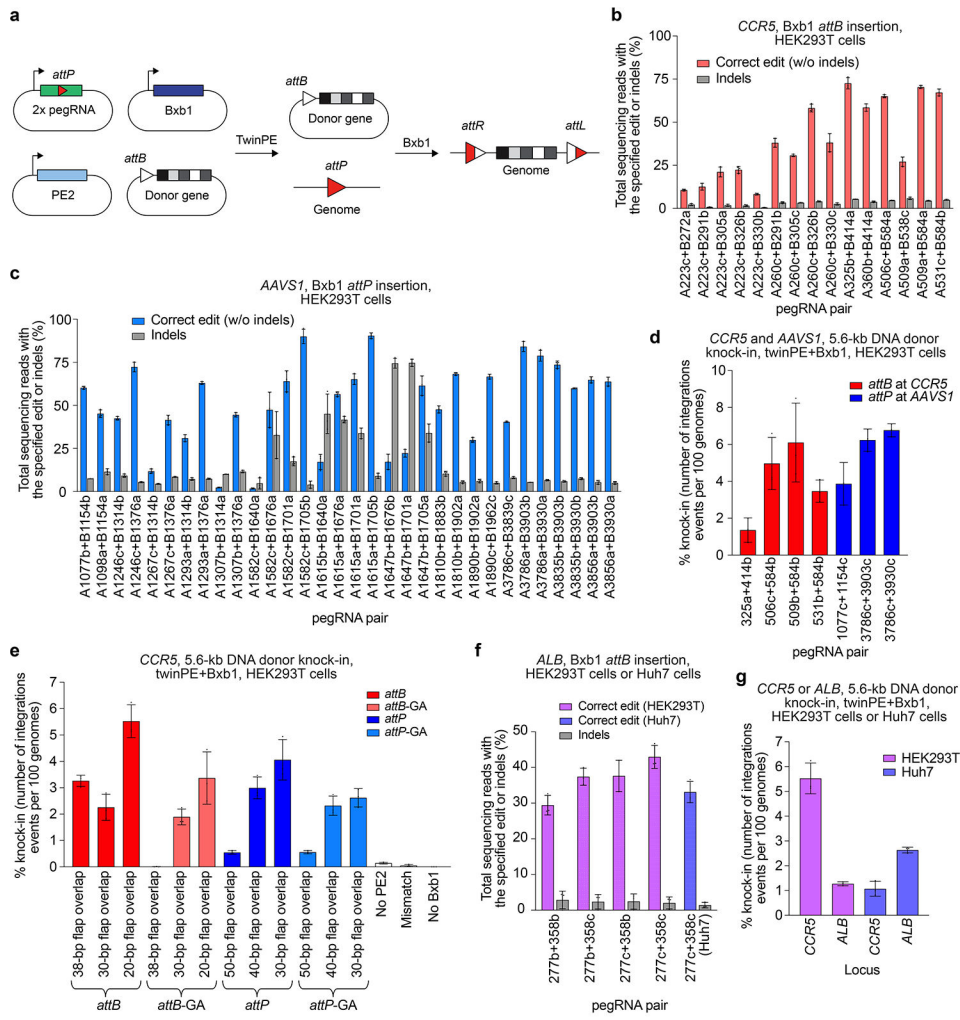 a
attP
2x pegRNA
Bxb1
PE2
attB
Donor gene
TwinPE
attB
Donor gene
attP
Genome
Bxb1
attR
attL
Genome
b
CCR5, Bxb1 attB insertion,
HEK293T cells
Correct edit (w/o indels)
Indels
Total sequencing reads with
the specified edit or indels (%)
100
75
50
25
0
A223c+B272a
A223c+B291b
A223c+B305a
A223c+B326b
A223c+B330b
A260c+B291b
A260c+B305c
A260c+B326b
A260c+B330c
A325b+B414a
A360b+B414a
A506c+B584a
A509a+B538c
A509a+B584a
A531c+B584b
pegRNA pair
c
AAVS1, Bxb1 attP insertion,
HEK293T cells
Correct edit (w/o indels)
Indels
Total sequencing reads with
the specified edit or indels (%)
100
75
50
25
0
A1077b+B1154b
A1098a+B1154a
A1246c+B1314b
A1246c+B1376a
A1267c+B1314b
A1267c+B1376a
A1293a+B1314b
A1293a+B1376a
A1307b+B1314b
A1307b+B1376a
A1582c+B1640a
A1582c+B1676a
A1582c+B1701a
A1582c+B1705c
A1615b+B1640a
A1615a+B1676a
A1615a+B1701a
A1615a+B1705b
A1647b+B1676b
A1647b+B1701a
A1647b+B1705a
A1810b+B1883b
A1810b+B1902a
A1890b+B1902a
A1890c+B1962c
A3786c+B3839c
A3786a+B3903b
A3786a+B3930a
A3835b+B3903b
A3835b+B3930b
A3856a+B3903b
A3856a+B3930a
pegRNA pair
d
CCR5 and AAVS1, 5.6-kb DNA donor
knock-in, twinPE+Bxb1, HEK293T cells
attB at CCR5
attP at AAVS1
% knock-in (number of integrations
events per 100 genomes)
10
8
6
4
2
0
325a+414b
506c+584b
509b+584b
531b+584b
1077c+1154c
3786c+3903c
3786c+3930c
pegRNA pair
e
CCR5, 5.6-kb DNA donor knock-in,
twinPE+Bxb1, HEK293T cells
attB
attB-GA
attP
attP-GA
% knock-in (number of integrations
events per 100 genomes)
7
6
5
4
3
2
1
0
38-bp flap overlap
30-bp flap overlap
20-bp flap overlap
38-bp flap overlap
30-bp flap overlap
20-bp flap overlap
50-bp flap overlap
40-bp flap overlap
30-bp flap overlap
50-bp flap overlap
40-bp flap overlap
30-bp flap overlap
No PE2
Mismatch
No Bxb1
attB
attB-GA
attP
attP-GA
f
ALB, Bxb1 attB insertion,
HEK293T cells or Huh7 cells
Correct edit (HEK293T)
Correct edit (Huh7)
Indels
Total sequencing reads with
the specified edit or indels (%)
50
40
30
20
10
0
277b+358b
277b+358c
277c+358b
277c+358c
277c+358c
(Huh7)
pegRNA pair
g
CCR5 or ALB, 5.6-kb DNA donor
knock-in, twinPE+Bxb1,
HEK293T cells or Huh7 cells
HEK293T
Huh7
% knock-in (number of integrations
events per 100 genomes)
7
6
5
4
3
2
1
0
CCR5
ALB
CCR5
ALB
Locus